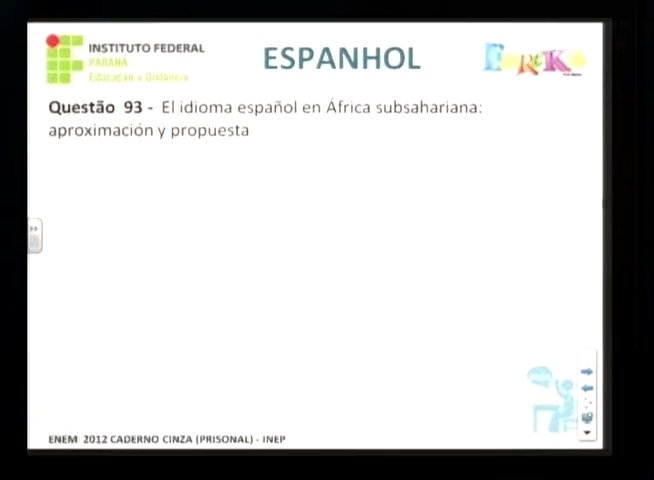 INSTITUTO FEDERAL
PARANÁ
Educação a Distância
ESPANHOL
EUREKA
Questão 93 - El idioma español en África subsahariana:
aproximación y propuesta
ENEM 2012 CADERNO CINZA (PRISONAL) - INEP